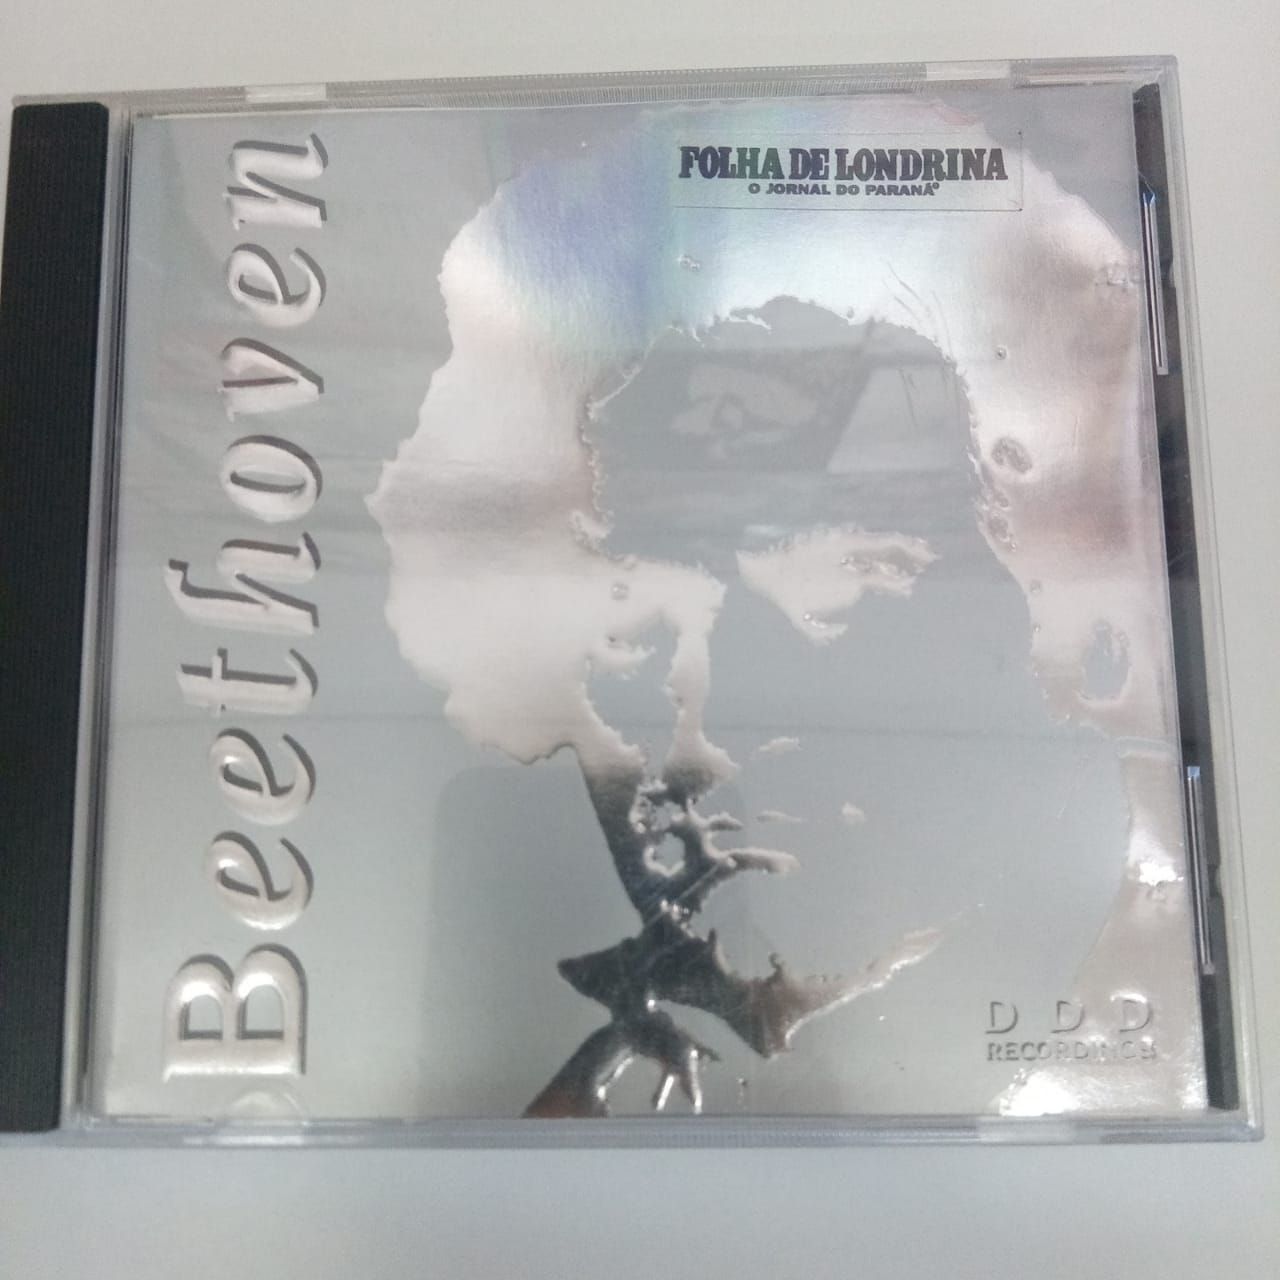 FOLHA DE LONDRINA
O JORNAL DO PARANÁ
Beethoven
D D D
RECORDINGS